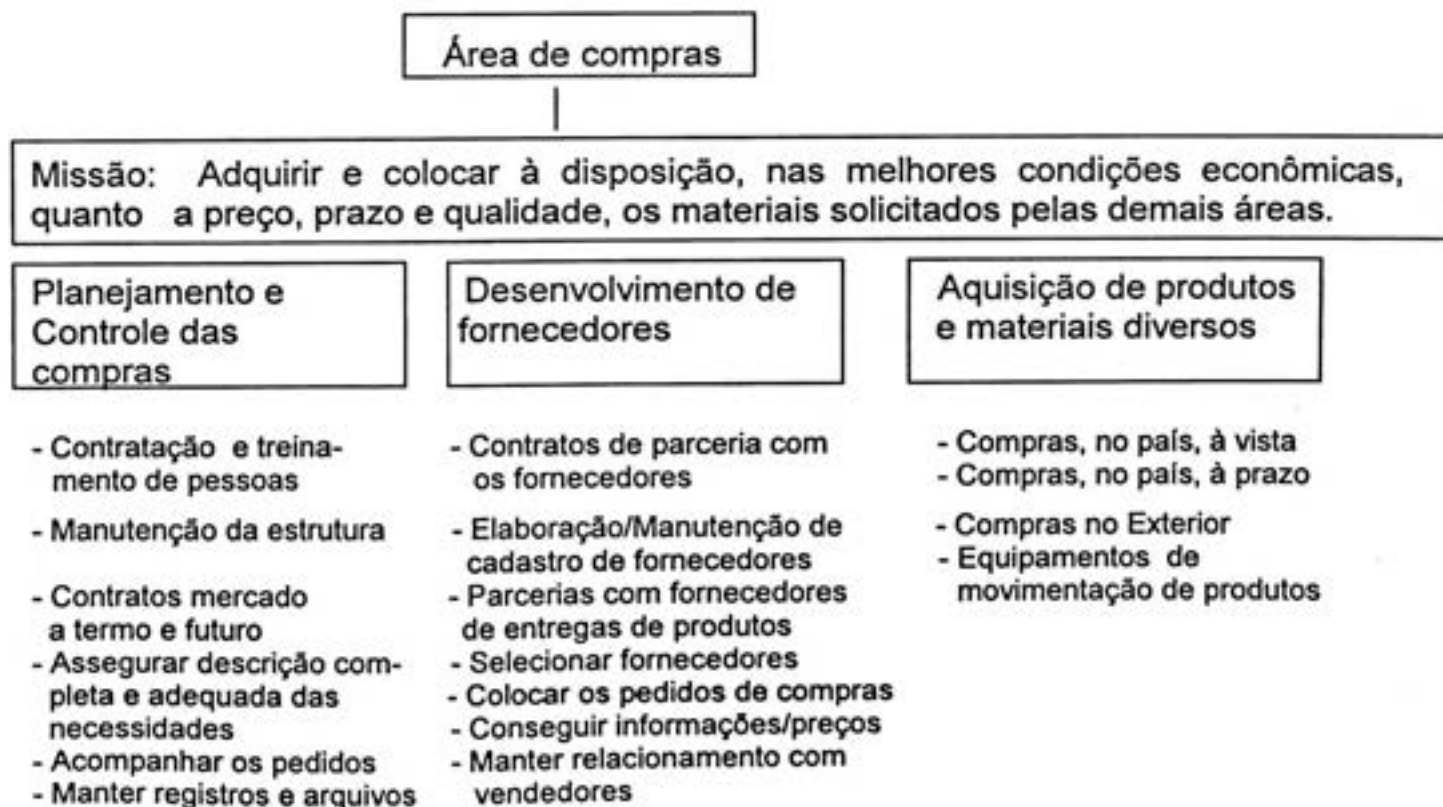 Área de compras
Missão: Adquirir e colocar à disposição, nas melhores condições econômicas,
quanto a preço, prazo e qualidade, os materiais solicitados pelas demais áreas.
Planejamento e
Controle das
compras
- Contratação e treina-
mento de pessoas
- Manutenção da estrutura
- Contratos mercado
a termo e futuro
- Assegurar descrição com-
pleta e adequada das
necessidades
- Acompanhar os pedidos
- Manter registros e arquivos
Desenvolvimento de
fornecedores
- Contratos de parceria com
os fornecedores
- Elaboração/Manutenção de
cadastro de fornecedores
- Parcerias com fornecedores
de entregas de produtos
- Selecionar fornecedores
- Colocar os pedidos de compras
- Conseguir informações/preços
- Manter relacionamento com
vendedores
Aquisição de produtos
e materiais diversos
- Compras, no país, à vista
- Compras, no país, à prazo
- Compras no Exterior
- Equipamentos de
movimentação de produtos